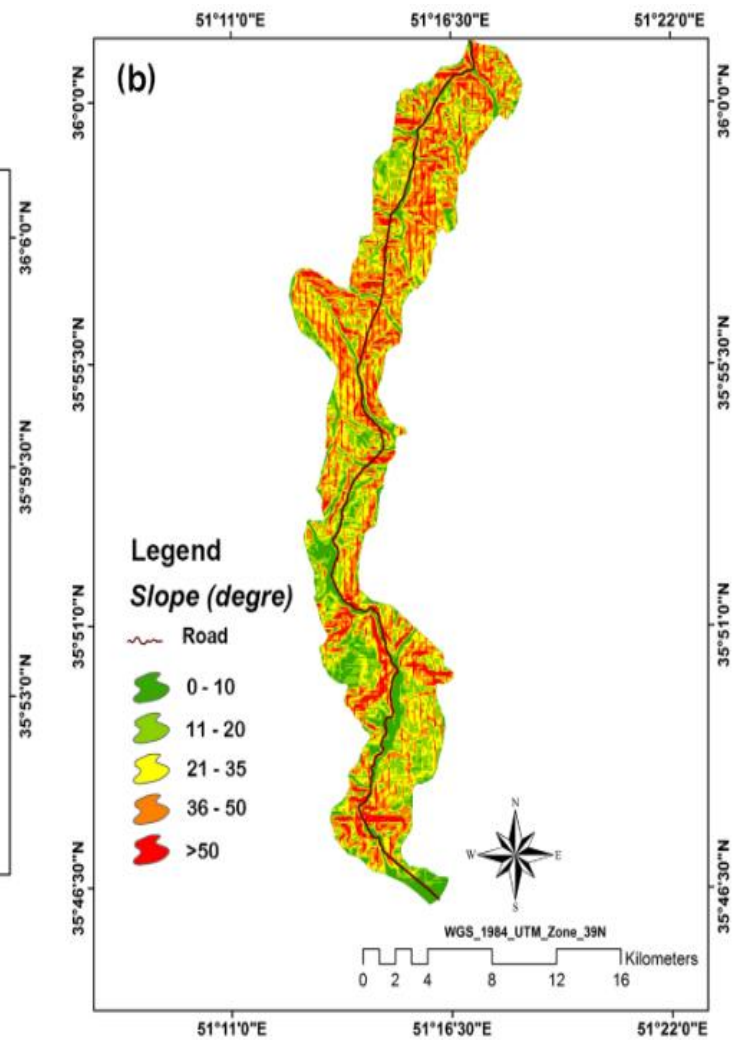 51°11'0"E 51°16'30"E 51°22'0"E
(b)
36°0'0"N 36°0'0"N
36°6'0"N
35°55'30"N 35°55'30"N
35°59'30"N
Legend
Slope (degre)
Road
35°51'0"N 35°51'0"N
0 - 10
35°53'0"N
11 - 20
21 - 35
36 - 50
>50
N
W E
S
35°46'30"N 35°46'30"N
WGS_1984_UTM_Zone_39N
Kilometers
0 2 4 8 12 16
51°11'0"E 51°16'30"E 51°22'0"E